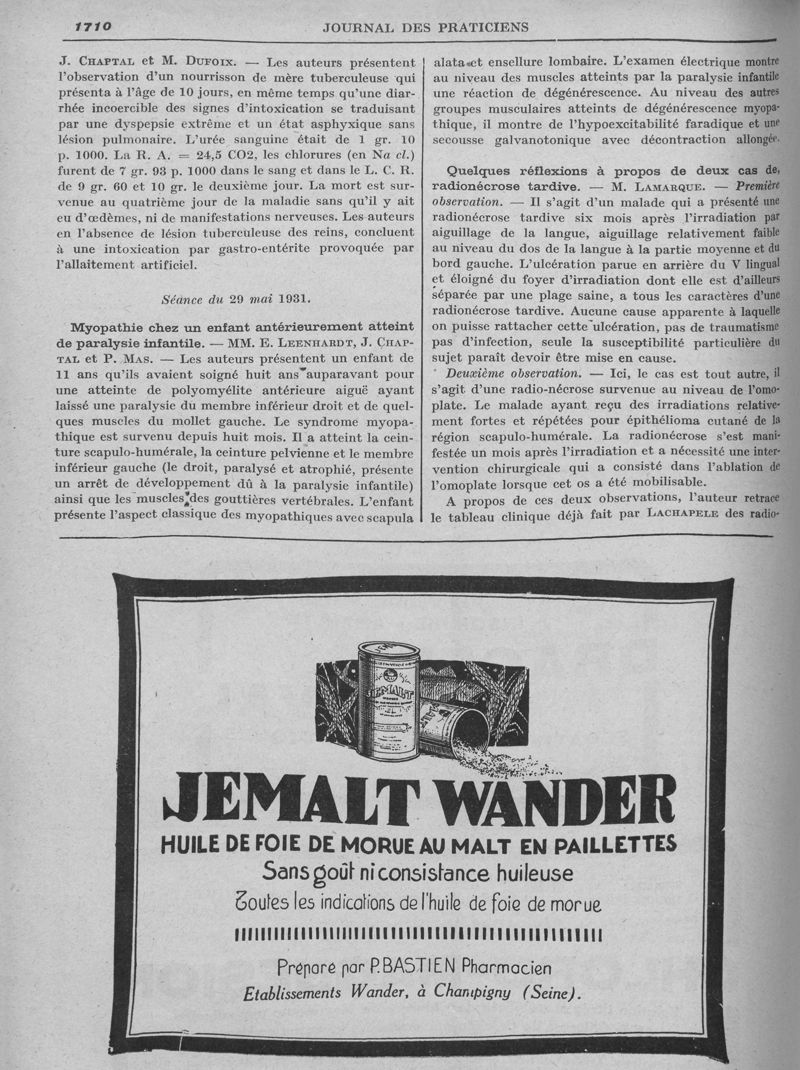 1710
JOURNAL DES PRATICIENS
J. CHAPTAL et M. DUFOIX. — Les auteurs présentent
l'observation d'un nourrisson de mère tuberculeuse qui
présenta à l'âge de 10 jours, en même temps qu'une diar-
rhée incoercible des signes d'intoxication se traduisant
par une dyspepsie extrême et un état asphyxique sans
lésion pulmonaire. L'urée sanguine était de 1 gr. 10
p. 1000. La R. A. = 24,5 CO2, les chlorures (en Na cl.)
furent de 7 gr. 93 p. 1000 dans le sang et dans le L. C. R.
de 9 gr. 60 et 10 gr. le deuxième jour. La mort est sur-
venue au quatrième jour de la maladie sans qu'il y ait
eu d'œdèmes, ni de manifestations nerveuses. Les auteurs
en l'absence de lésion tuberculeuse des reins, concluent
à une intoxication par gastro-entérite provoquée par
l'allaitement artificiel.
Séance du 29 mai 1931.
Myopathie chez un enfant antérieurement atteint
de paralysie infantile. — MM. E. LEENHARDT, J. CHAP-
TAL et P. MAS. — Les auteurs présentent un enfant de
11 ans qu'ils avaient soigné huit ans auparavant pour
une atteinte de polyomyélite antérieure aiguë ayant
laissé une paralysie du membre inférieur droit et de quel-
ques muscles du mollet gauche. Le syndrome myopa-
thique est survenu depuis huit mois. Il a atteint la cein-
ture scapulo-humérale, la ceinture pelvienne et le membre
inférieur gauche (le droit, paralysé et atrophié, présente
un arrêt de développement dû à la paralysie infantile)
ainsi que les muscles des gouttières vertébrales. L'enfant
présente l'aspect classique des myopathiques avec scapula
alata et ensellure lombaire. L'examen électrique montre
au niveau des muscles atteints par la paralysie infantile
une réaction de dégénérescence. Au niveau des autres
groupes musculaires atteints de dégénérescence myopa-
thique, il montre de l'hypoexcitabilité faradique et une
secousse galvanotonique avec décontraction allongée.
Quelques réflexions à propos de deux cas de
radionécrose tardive. — M. LAMARQUE. — Première
observation. — Il s'agit d'un malade qui a présenté une
radionécrose tardive six mois après l'irradiation par
aiguillage de la langue, aiguillage relativement faible
au niveau du dos de la langue à la partie moyenne et du
bord gauche. L'ulcération parue en arrière du V lingual
et éloigné du foyer d'irradiation dont elle est d'ailleurs
séparée par une plage saine, a tous les caractères d'une
radionécrose tardive. Aucune cause apparente à laquelle
on puisse rattacher cette ulcération, pas de traumatisme
pas d'infection, seule la susceptibilité particulière du
sujet paraît devoir être mise en cause.
Deuxième observation. — Ici, le cas est tout autre, il
s'agit d'une radio-nécrose survenue au niveau de l'omo-
plate. Le malade ayant reçu des irradiations relative-
ment fortes et répétées pour épithélioma cutané de la
région scapulo-humérale. La radionécrose s'est mani-
festée un mois après l'irradiation et a nécessité une inter-
vention chirurgicale qui a consisté dans l'ablation de
l'omoplate lorsque cet os a été mobilisable.
A propos de ces deux observations, l'auteur retrace
le tableau clinique déjà fait par LACHAPELE des radio-
JEMALT
JEMALT WANDER
HUILE DE FOIE DE MORUE AU MALT EN PAILLETTES
Sans goût ni consistance huileuse
Toutes les indications de l'huile de foie de morue
Préparé par P. BASTIEN Pharmacien
Etablissements Wander, à Champigny (Seine).